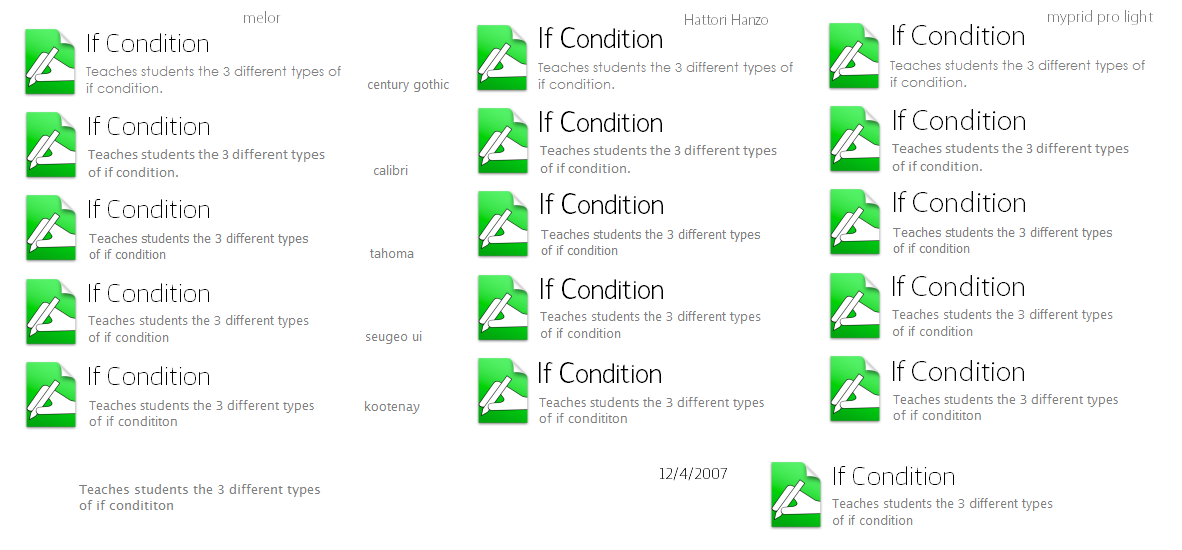 melor
Hattori Hanzo
myprid pro light
If Condition
Teaches students the 3 different types of
if condition.
century gothic
If Condition
Teaches students the 3 different types of
if condition.
If Condition
Teaches students the 3 different types of
if condition.
If Condition
Teaches students the 3 different types
of if condition.
calibri
If Condition
Teaches students the 3 different types
of if condition.
If Condition
Teaches students the 3 different types
of if condition.
If Condition
Teaches students the 3 different types
of if condition
tahoma
If Condition
Teaches students the 3 different types
of if condition
If Condition
Teaches students the 3 different types
of if condition
If Condition
Teaches students the 3 different types
of if condition
seugeo ui
If Condition
Teaches students the 3 different types
of if condition
If Condition
Teaches students the 3 different types
of if condition
If Condition
Teaches students the 3 different types
of if condititon
kootenay
If Condition
Teaches students the 3 different types
of if condititon
If Condition
Teaches students the 3 different types
of if condititon
Teaches students the 3 different types
of if condititon
12/4/2007
If Condition
Teaches students the 3 different types
of if condition